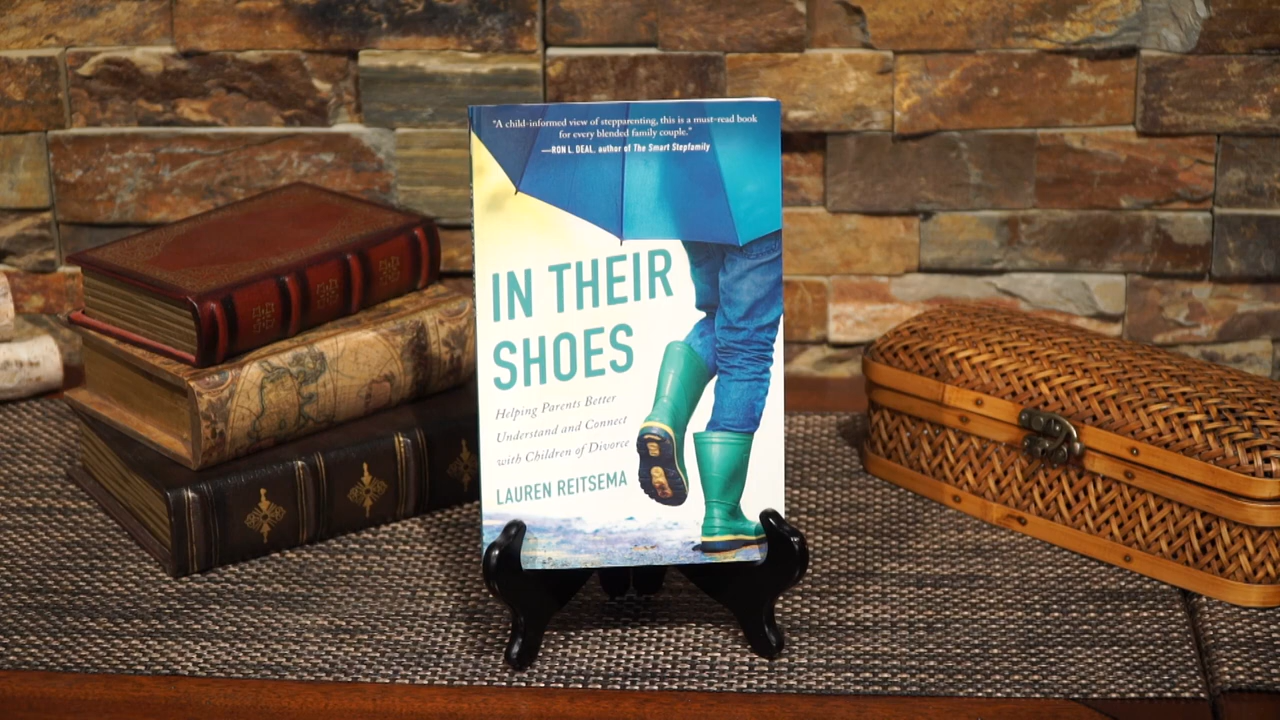 "A child-informed view of stepparenting, this is a must-read book
for every blended family couple."
—RON L. DEAL, author of The Smart Stepfamily
IN THEIR
SHOES
Helping Parents Better
Understand and Connect
with Children of Divorce
LAUREN REITSEMA